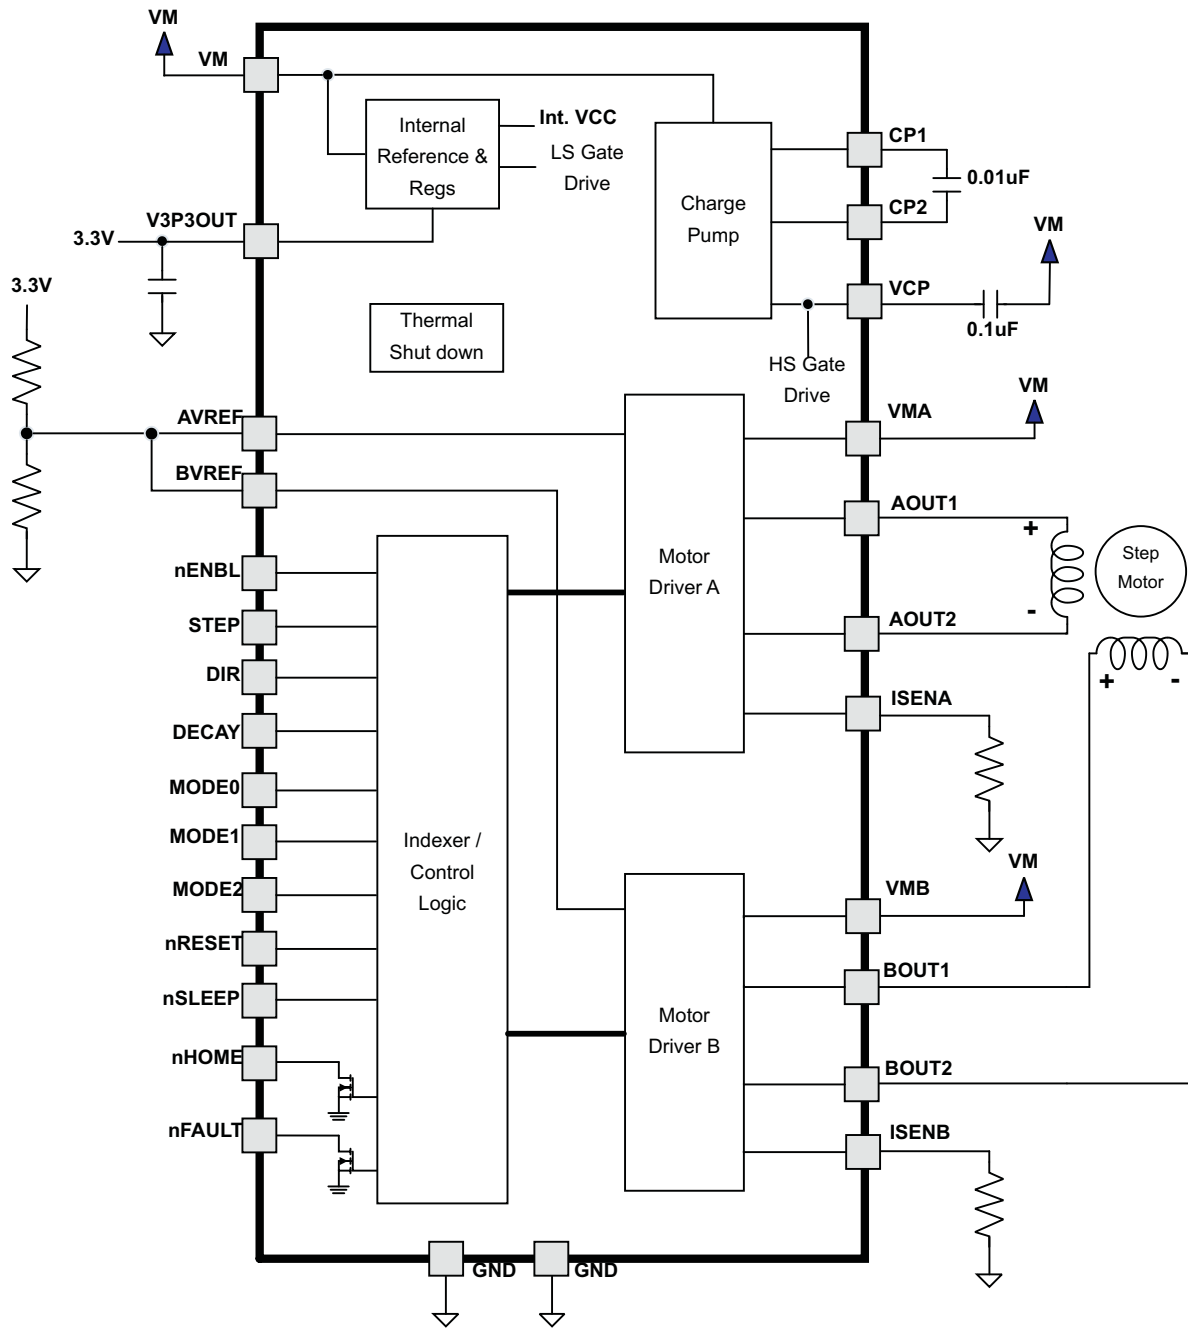 VM
VM
Internal
Reference &
Regs
Int. VCC
LS Gate
Drive
V3P3OUT
3.3V
3.3V
Thermal
Shut down
Charge
Pump
CP1
0.01uF
CP2
VM
VCP
0.1uF
HS Gate
Drive
AVREF
BVREF
VM
VMA
AOUT1
+
Step
Motor
Motor
Driver A
-
AOUT2
+
-
ISENA
nENBL
STEP
DIR
DECAY
MODE0
MODE1
MODE2
nRESET
nSLEEP
nHOME
nFAULT
Indexer /
Control
Logic
VM
VMB
BOUT1
Motor
Driver B
BOUT2
ISENB
GND
GND